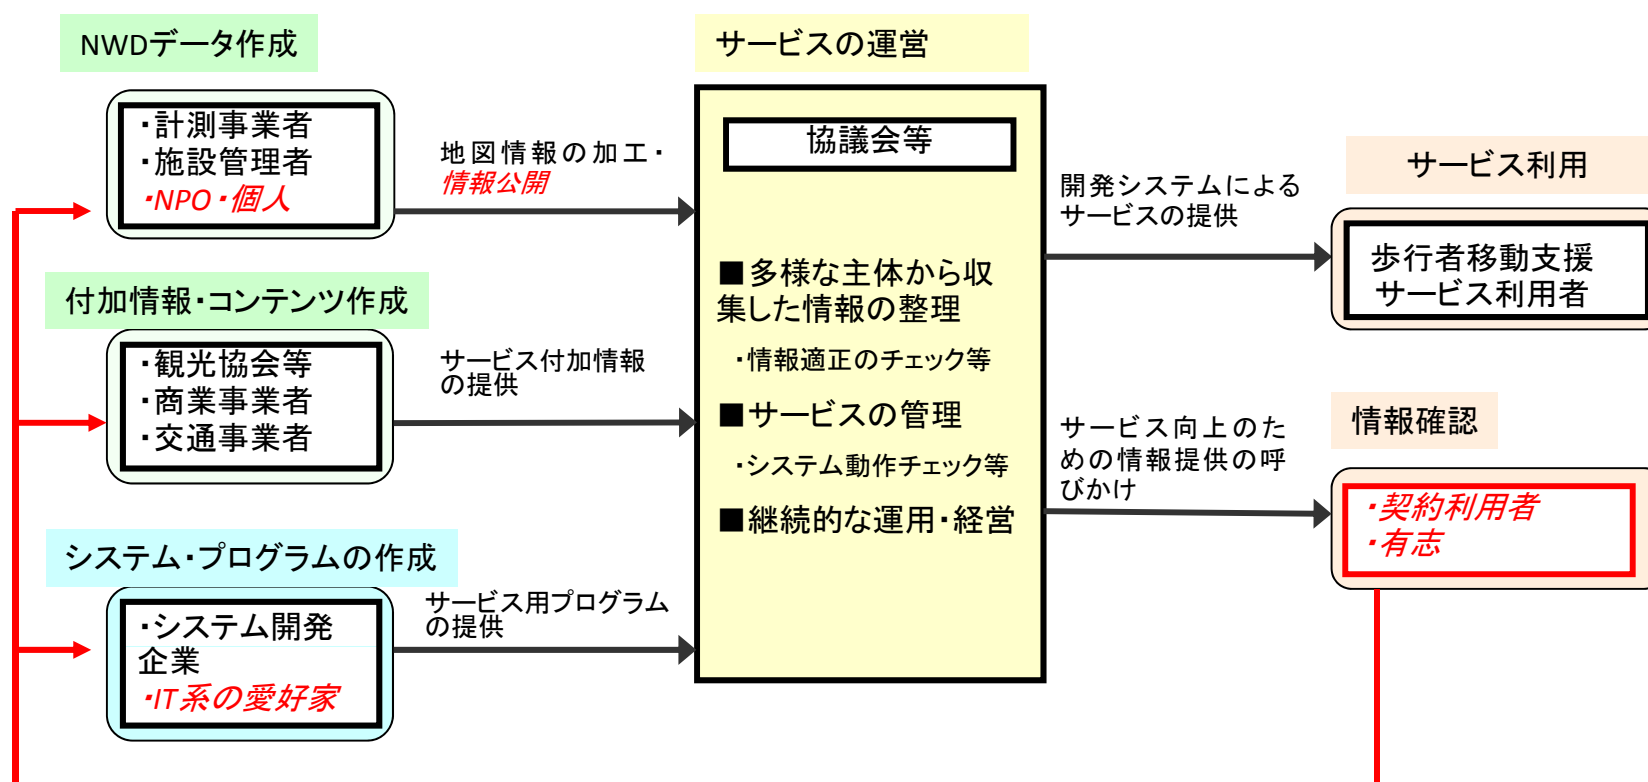 NWDデータ作成
・計測事業者
・施設管理者
・NPO・個人
地図情報の加工・
情報公開
付加情報・コンテンツ作成
・観光協会等
・商業事業者
・交通事業者
サービス付加情報
の提供
システム・プログラムの作成
・システム開発
企業
・IT系の愛好家
サービス用プログラム
の提供
サービスの運営
協議会等
■多様な主体から収
集した情報の整理
・情報適正のチェック等
■サービスの管理
・システム動作チェック等
■継続的な運用・経営
開発システムによる
サービスの提供
サービス利用
歩行者移動支援
サービス利用者
サービス向上のた
めの情報提供の呼
びかけ
情報確認
・契約利用者
・有志